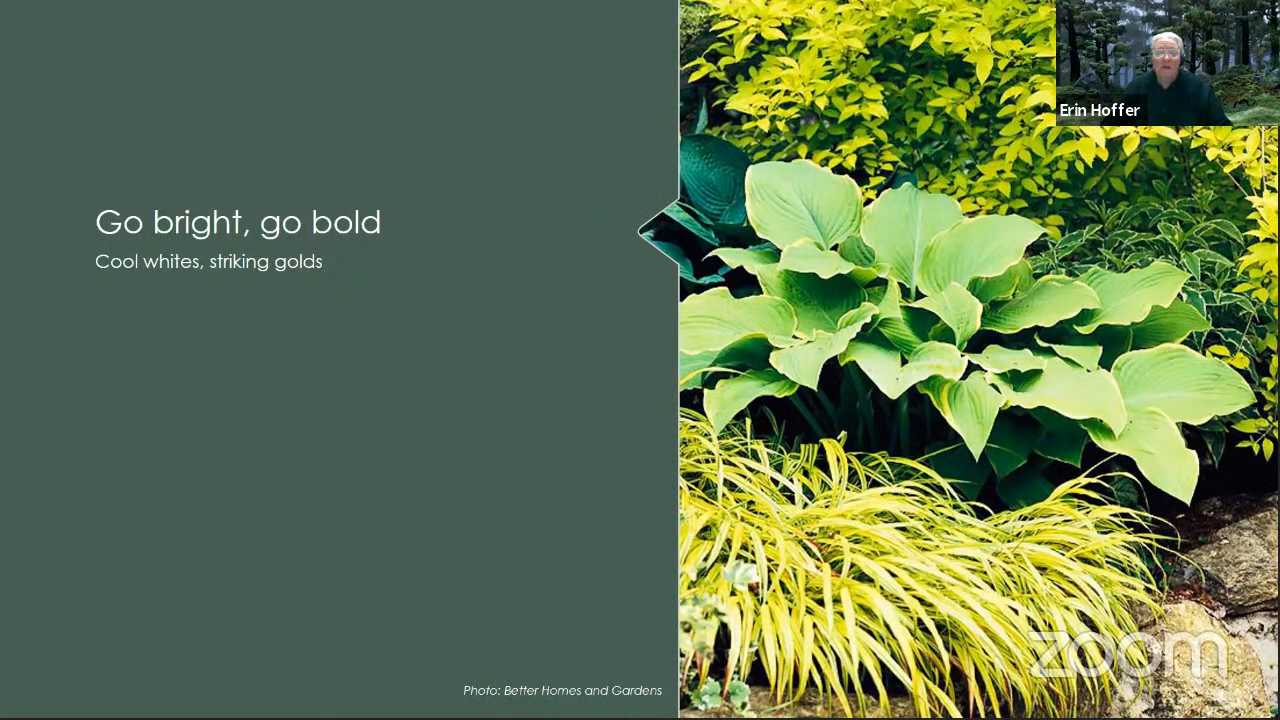 Erin Hoffer
Go bright, go bold
Cool whites, striking golds
zoom
Photo: Better Homes and Gardens